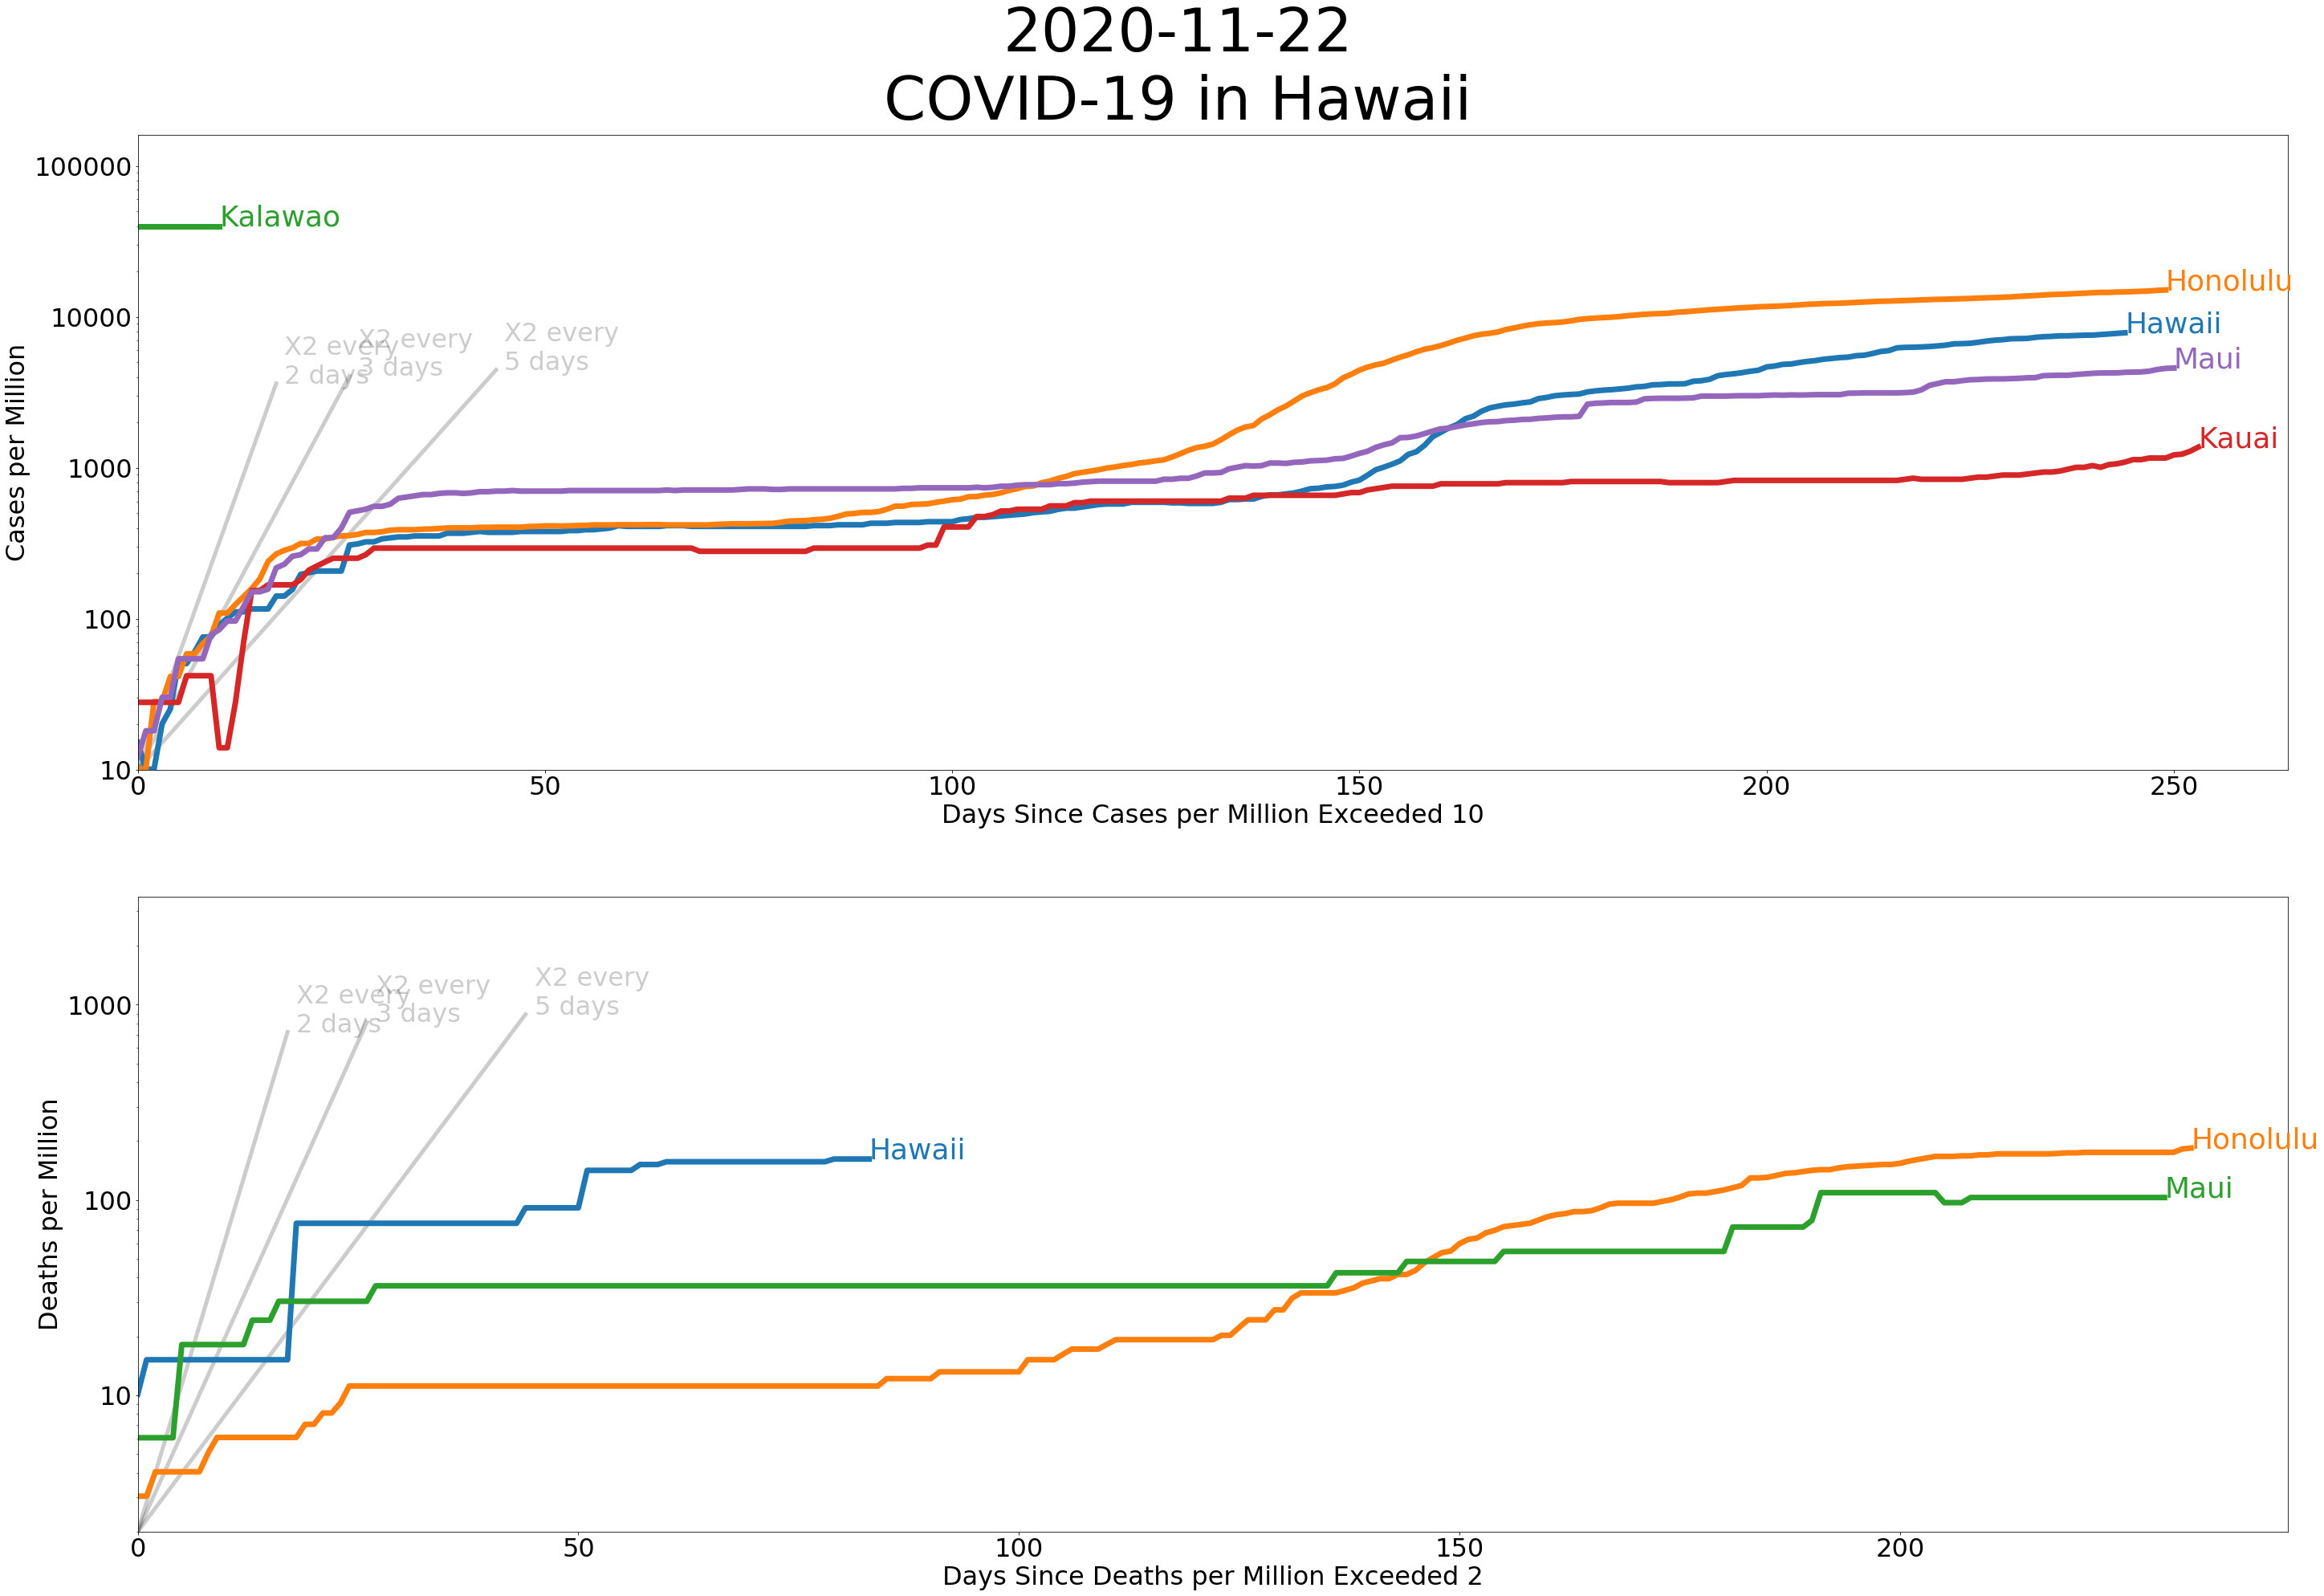 2020-11-22
COVID-19 in Hawaii
100000
10000
1000
100
10
Cases per Million
Kalawao
X2 every
2 days
X2 every
3 days
X2 every
5 days
Honolulu
Hawaii
Maui
Kauai
0
50
100
150
200
250
Days Since Cases per Million Exceeded 10
1000
100
10
Deaths per Million
X2 every
2 days
X2 every
3 days
X2 every
5 days
Hawaii
Honolulu
Maui
0
50
100
150
200
Days Since Deaths per Million Exceeded 2